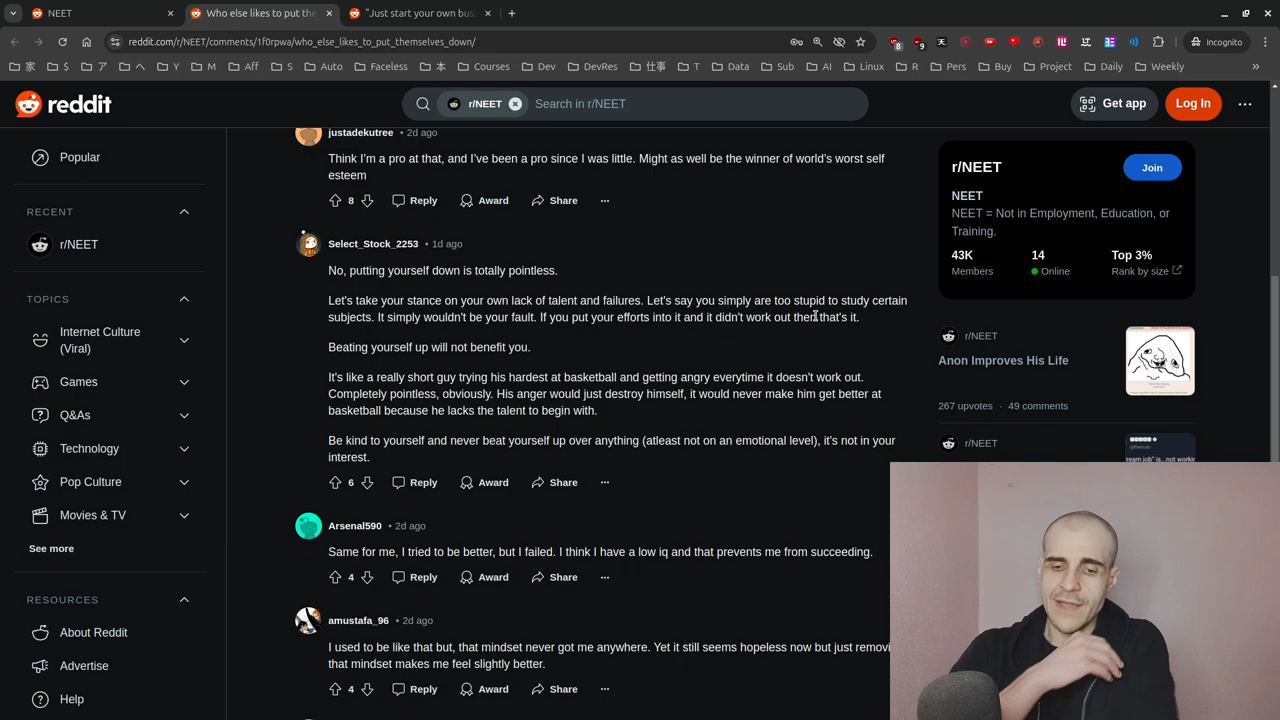 NEET
Who else likes to put the
"Just start your own bus
reddit.com/r/NEET/comments/1f0rpwa/who_else_likes_to_put_themselves_down/
8
9
Incognito
家
$
ア
へ
Y
M
Aff
S
Auto
Faceless
本
Courses
Dev
DevRes
仕事
T
Data
Sub
AI
Linux
R
Pers
Buy
Project
Daily
Weekly
reddit
r/NEET
Search in r/NEET
Get app
Log In
Popular
RECENT
r/NEET
TOPICS
Internet Culture
(Viral)
Games
Q&As
Technology
Pop Culture
Movies & TV
See more
RESOURCES
About Reddit
Advertise
Help
justadekutree • 2d ago
Think I'm a pro at that, and I've been a pro since I was little. Might as well be the winner of world's worst self
esteem
8 Reply Award Share
Select_Stock_2253 • 1d ago
No, putting yourself down is totally pointless.
Let's take your stance on your own lack of talent and failures. Let's say you simply are too stupid to study certain
subjects. It simply wouldn't be your fault. If you put your efforts into it and it didn't work out then that's it.
Beating yourself up will not benefit you.
It's like a really short guy trying his hardest at basketball and getting angry everytime it doesn't work out.
Completely pointless, obviously. His anger would just destroy himself, it would never make him get better at
basketball because he lacks the talent to begin with.
Be kind to yourself and never beat yourself up over anything (atleast not on an emotional level), it's not in your
interest.
6 Reply Award Share
Arsenal590 • 2d ago
Same for me, I tried to be better, but I failed. I think I have a low iq and that prevents me from succeeding.
4 Reply Award Share
amustafa_96 • 2d ago
I used to be like that but, that mindset never got me anywhere. Yet it still seems hopeless now but just removi
that mindset makes me feel slightly better.
4 Reply Award Share
r/NEET
Join
NEET
NEET = Not in Employment, Education, or
Training.
43K
14
Top 3%
Members
Online
Rank by size
r/NEET
Anon Improves His Life
267 upvotes • 49 comments
r/NEET
ream job" is...not workin